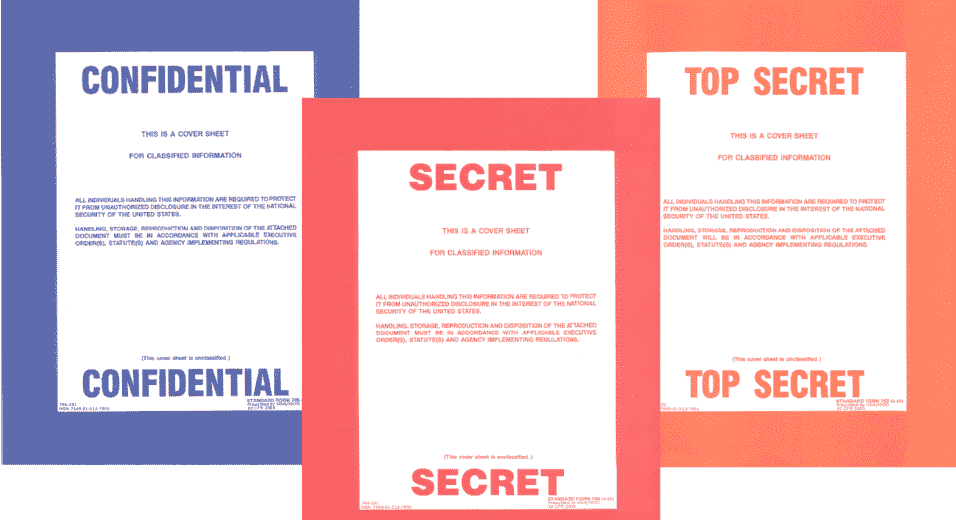 CONFIDENTIAL
THIS IS A COVER SHEET
FOR CLASSIFIED INFORMATION
ALL INDIVIDUALS HANDLING THIS INFORMATION ARE REQUIRED TO PROTECT
IT FROM UNAUTHORIZED DISCLOSURE IN THE INTEREST OF THE NATIONAL
SECURITY OF THE UNITED STATES.
HANDLING, STORAGE, REPRODUCTION AND DISPOSITION OF THE ATTACHED
DOCUMENT MUST BE IN ACCORDANCE WITH APPLICABLE EXECUTIVE
ORDER(S), STATUTE(S) AND AGENCY IMPLEMENTING REGULATIONS.
(This cover sheet is unclassified.)
CONFIDENTIAL
STANDARD FORM 705
SECRET
THIS IS A COVER SHEET
FOR CLASSIFIED INFORMATION
ALL INDIVIDUALS HANDLING THIS INFORMATION ARE REQUIRED TO PROTECT
IT FROM UNAUTHORIZED DISCLOSURE IN THE INTEREST OF THE NATIONAL
SECURITY OF THE UNITED STATES.
HANDLING, STORAGE, REPRODUCTION AND DISPOSITION OF THE ATTACHED
DOCUMENT MUST BE IN ACCORDANCE WITH APPLICABLE EXECUTIVE
ORDER(S), STATUTE(S) AND AGENCY IMPLEMENTING REGULATIONS.
(This cover sheet is unclassified.)
SECRET
STANDARD FORM
TOP SECRET
THIS IS A COVER SHEET
FOR CLASSIFIED INFORMATION
ALL INDIVIDUALS HANDLING THIS INFORMATION ARE REQUIRED TO PROTECT
IT FROM UNAUTHORIZED DISCLOSURE IN THE INTEREST OF THE NATIONAL
SECURITY OF THE UNITED STATES.
HANDLING, STORAGE, REPRODUCTION AND DISPOSITION OF THE ATTACHED
DOCUMENT WILL BE IN ACCORDANCE WITH APPLICABLE EXECUTIVE
ORDER(S), STATUTE(S) AND AGENCY IMPLEMENTING REGULATIONS.
(This cover sheet is unclassified.)
TOP SECRET
STANDARD FORM 703